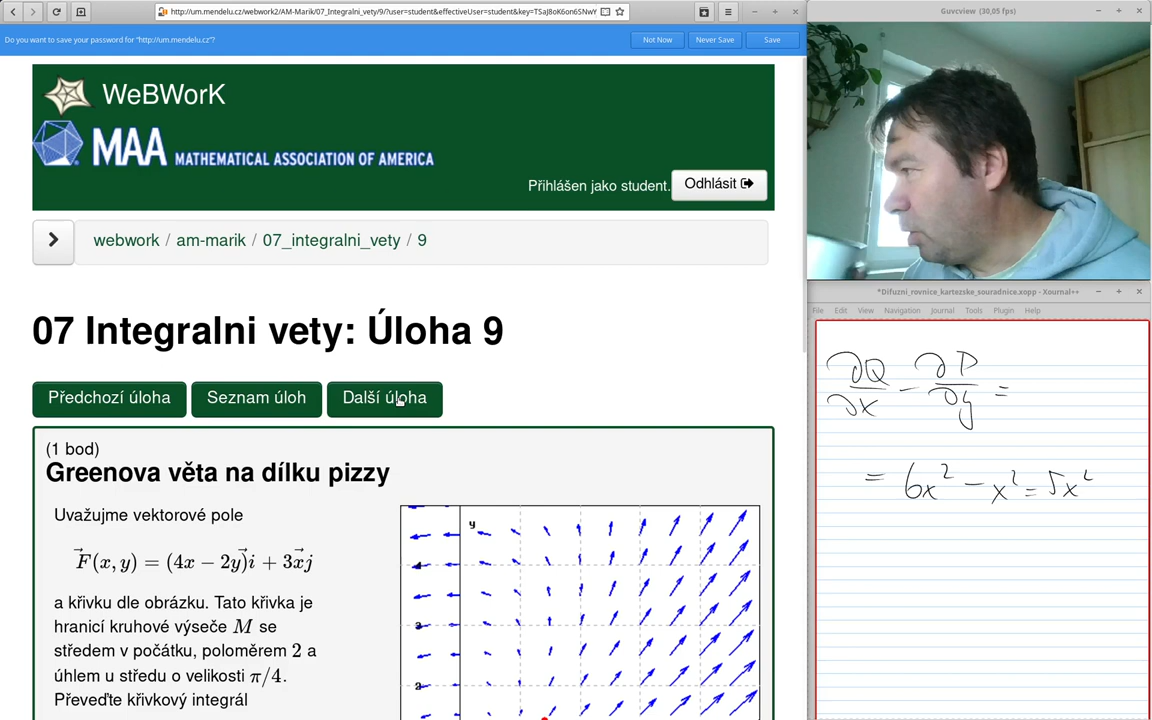 http://um.mendelu.cz/webwork2/AM-Marik/07_Integralni_vety/9/?user=student&effectiveUser=student&key=TSaJ8oK6on6SNwY
Guvcview (30,05 fps)
Do you want to save your password for "http://um.mendelu.cz"?
Not Now
Never Save
Save
WeBWorK
MAA MATHEMATICAL ASSOCIATION OF AMERICA
Přihlášen jako student.
Odhlásit
webwork / am-marik / 07_integralni_vety / 9
*Difuzni_rovnice_kartezske_souradnice.xopp - Xournal++
File Edit View Navigation Journal Tools Plugin Help
07 Integralni vety: Úloha 9
Předchozí úloha
Seznam úloh
Další úloha
∂Q/∂x − ∂P/∂y =
= 6x² − x² = 5x²
(1 bod)
Greenova věta na dílku pizzy
Uvažujme vektorové pole
F⃗(x, y) = (4x − 2y)i⃗ + 3xj⃗
a křivku dle obrázku. Tato křivka je
hranicí kruhové výseče M se
středem v počátku, poloměrem 2 a
úhlem u středu o velikosti π/4.
Převeďte křivkový integrál
y
4
3
2